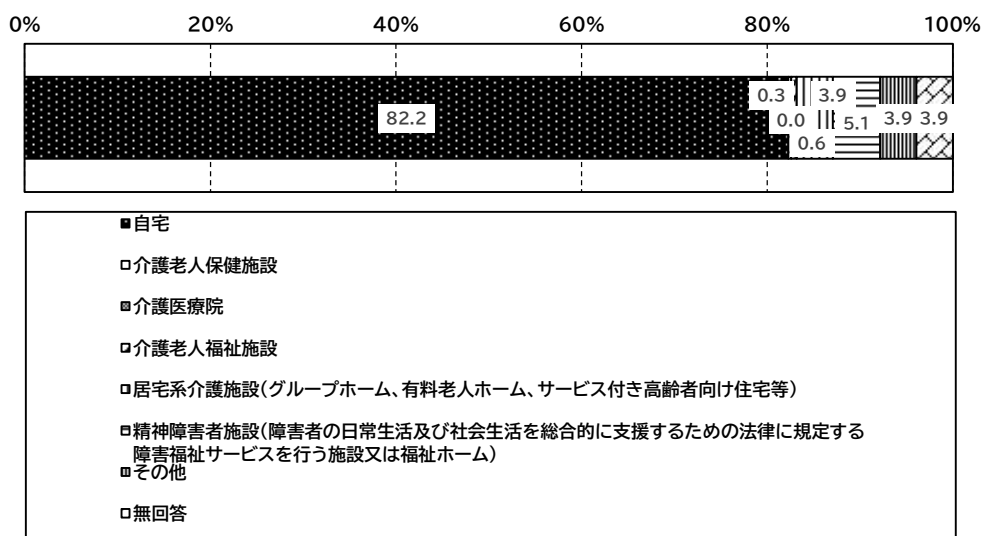 0% 20% 40% 60% 80% 100%
82.2 0.3 0.0 0.6 3.9 5.1 3.9 3.9
自宅
介護老人保健施設
介護医療院
介護老人福祉施設
居宅系介護施設(グループホーム、有料老人ホーム、サービス付き高齢者向け住宅等)
精神障害者施設(障害者の日常生活及び社会生活を総合的に支援するための法律に規定する
障害福祉サービスを行う施設又は福祉ホーム)
その他
無回答